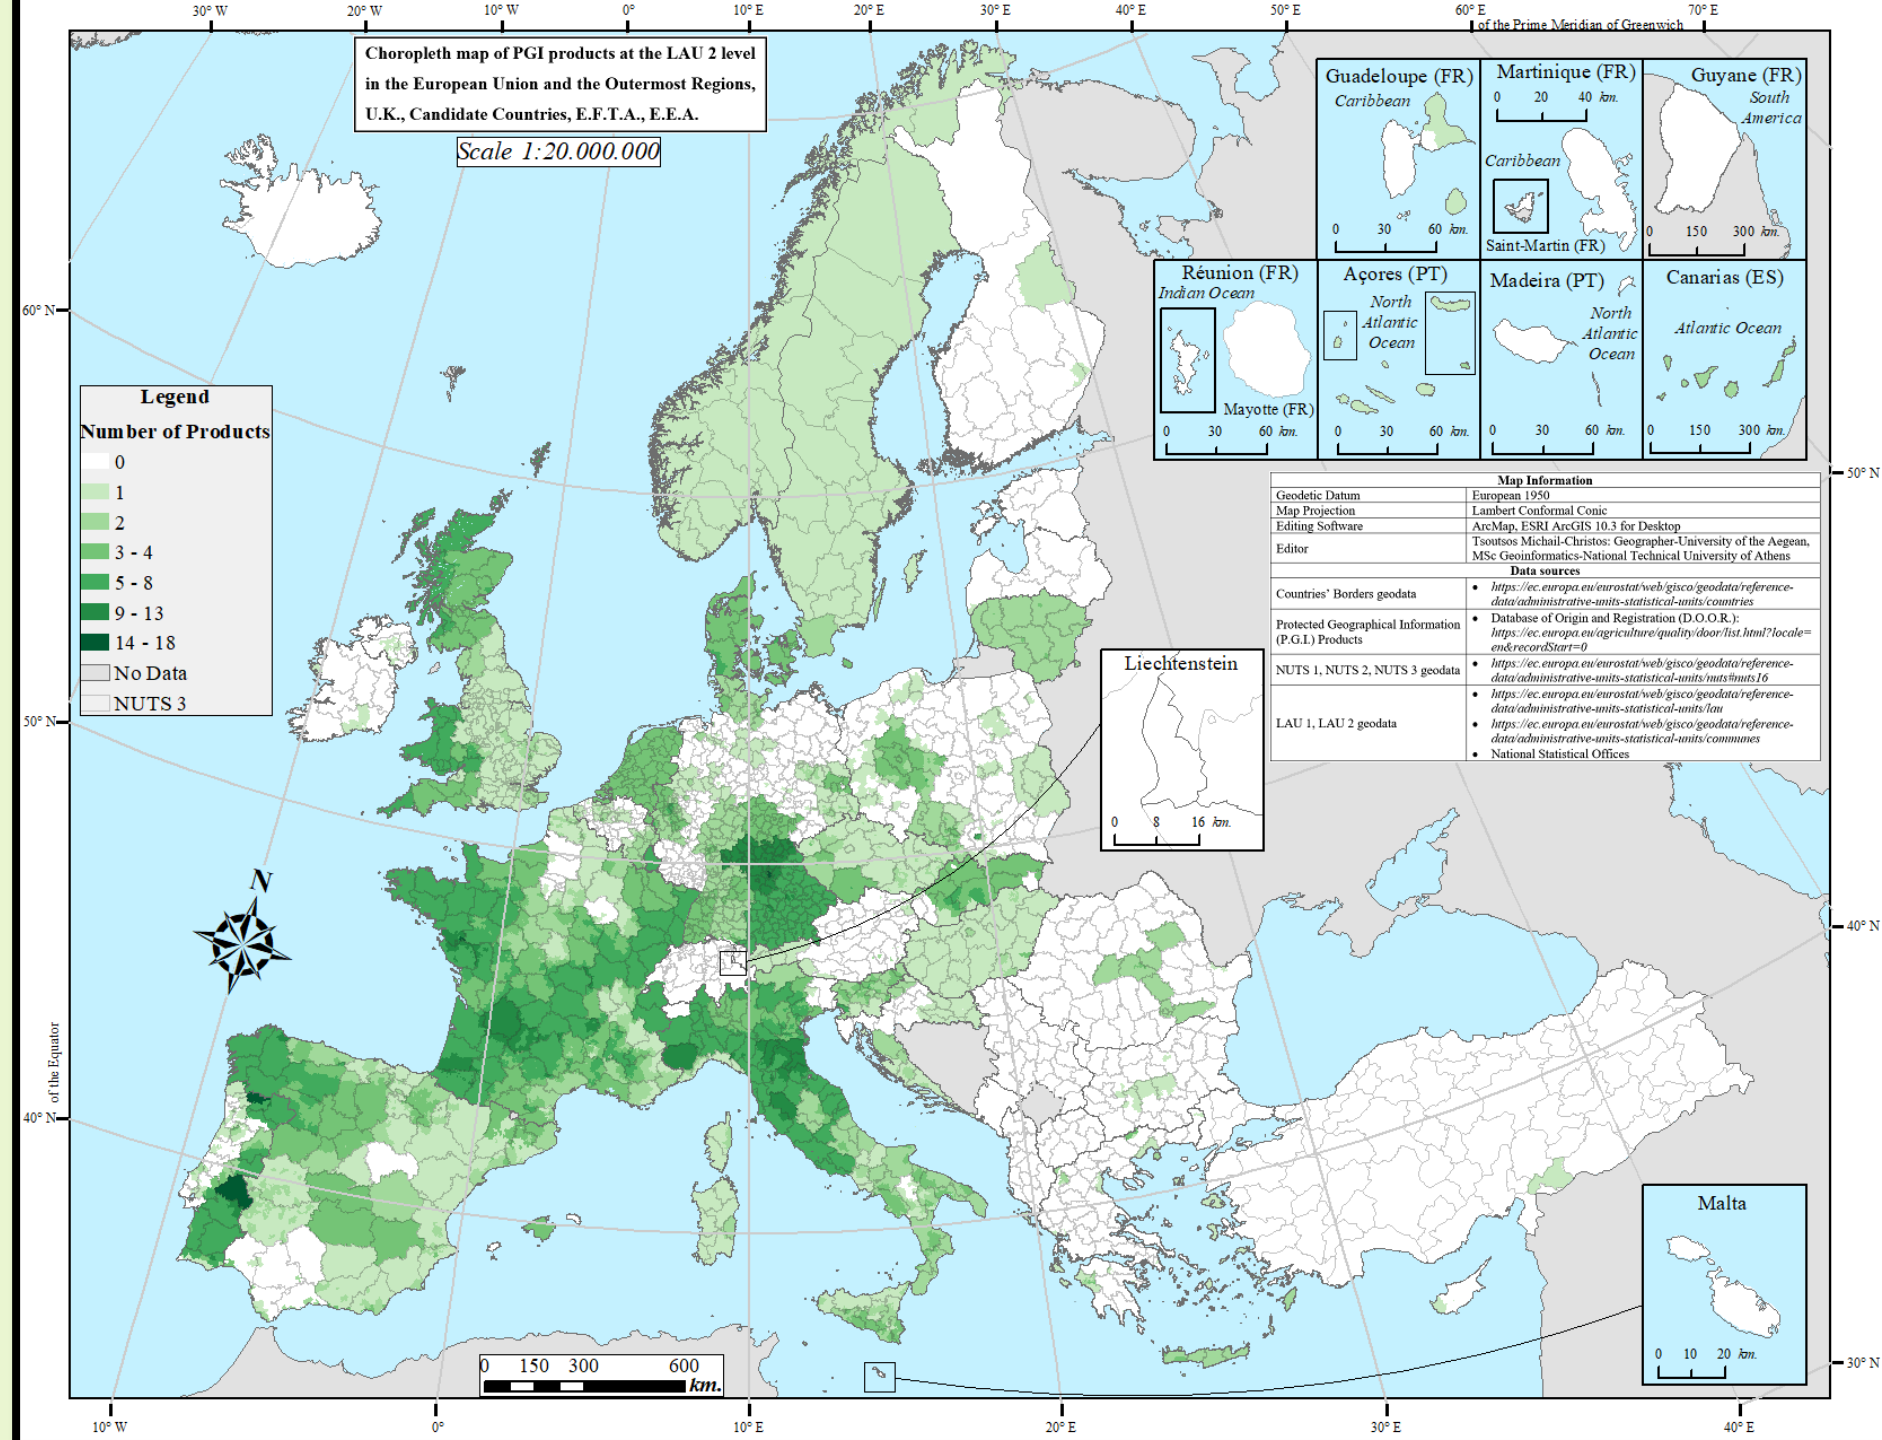 30° W
20° W
10° W
0°
10° E
20° E
30° E
40° E
50° E
60° E
70° E
of the Prime Meridian of Greenwich
Choropleth map of PGI products at the LAU 2 level
in the European Union and the Outermost Regions,
U.K., Candidate Countries, E.F.T.A., E.E.A.
Scale 1:20.000.000
Guadeloupe (FR)
Caribbean
0 30 60 km.
Martinique (FR)
0 20 40 km.
Caribbean
Saint-Martin (FR)
Guyane (FR)
South
America
0 150 300 km.
Réunion (FR)
Indian Ocean
Mayotte (FR)
0 30 60 km.
Açores (PT)
North
Atlantic
Ocean
0 30 60 km.
Madeira (PT)
North
Atlantic
Ocean
0 30 60 km.
Canarias (ES)
Atlantic Ocean
0 150 300 km.
60° N
50° N
40° N
of the Equator
50° N
40° N
30° N
Legend
Number of Products
0
1
2
3 - 4
5 - 8
9 - 13
14 - 18
No Data
NUTS 3
Map Information
Geodetic Datum European 1950
Map Projection Lambert Conformal Conic
Editing Software ArcMap, ESRI ArcGIS 10.3 for Desktop
Editor Tsoutsos Michail-Christos: Geographer-University of the Aegean,
MSc Geoinformatics-National Technical University of Athens
Data sources
Countries' Borders geodata • https://ec.europa.eu/eurostat/web/gisco/geodata/reference-
data/administrative-units-statistical-units/countries
Protected Geographical Information
(P.G.I.) Products
• Database of Origin and Registration (D.O.O.R.):
https://ec.europa.eu/agriculture/quality/door/list.html?locale=
en&recordStart=0
NUTS 1, NUTS 2, NUTS 3 geodata • https://ec.europa.eu/eurostat/web/gisco/geodata/reference-
data/administrative-units-statistical-units/nuts#nuts16
LAU 1, LAU 2 geodata
• https://ec.europa.eu/eurostat/web/gisco/geodata/reference-
data/administrative-units-statistical-units/lau
• https://ec.europa.eu/eurostat/web/gisco/geodata/reference-
data/administrative-units-statistical-units/communes
• National Statistical Offices
Liechtenstein
0 8 16 km.
N
Malta
0 10 20 km.
0 150 300 600
km.
10° W
0°
10° E
20° E
30° E
40° E